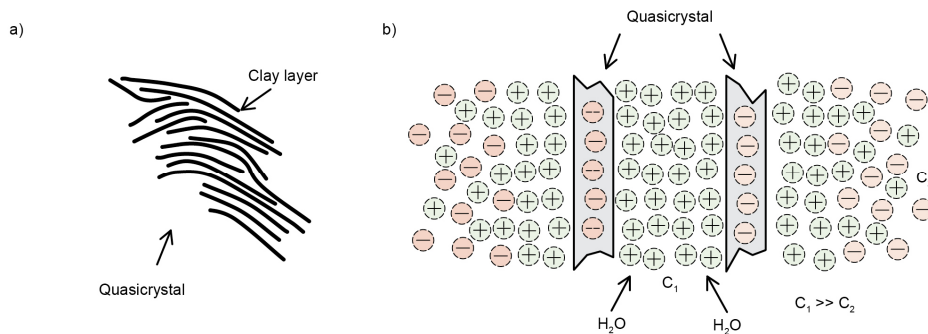 a)
Clay layer
Quasicrystal
b)
Quasicrystal
C
C₁
C₁ >> C₂
H₂O
H₂O